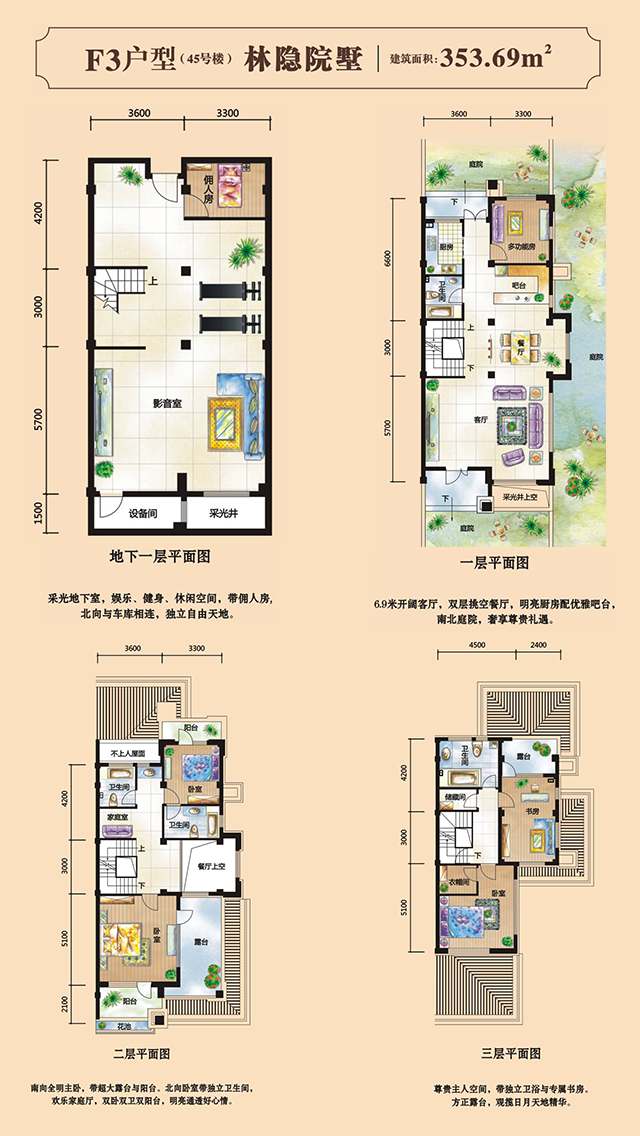 F3户型（45号楼） 林隐院墅 建筑面积:353.69m²
3600 3300
4200
3000
5700
1500
佣人房
上
影音室
设备间
采光井
地下一层平面图
采光地下室，娱乐、健身、休闲空间，带佣人房，
北向与车库相连，独立自由天地。
3600 3300
6600
3000
5700
庭院
下
厨房
多功能房
卫生间
吧台
上
餐厅
庭院
下
客厅
下
采光井上空
庭院
一层平面图
6.9米开阔客厅，双层挑空餐厅，明亮厨房配优雅吧台，
南北庭院，奢享尊贵礼遇。
3600 3300
4200
3000
5100
2100
阳台
不上人屋面
卫生间
卧室
家庭室
卫生间
上
餐厅上空
下
卧室
露台
阳台
花池
二层平面图
南向全明主卧，带超大露台与阳台。北向卧室带独立卫生间，
欢乐家庭厅，双卧双卫双阳台，明亮通透好心情。
4500 2400
4200
3000
5100
卫生间
露台
储藏间
书房
下
衣帽间
卧室
三层平面图
尊贵主人空间，带独立卫浴与专属书房。
方正露台，观揽日月天地精华。